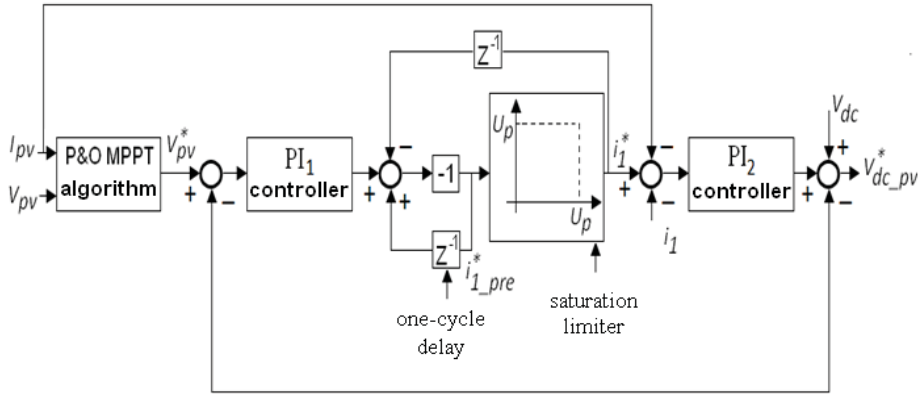 Z⁻¹
I_pv
V_pv
P&O MPPT
algorithm
V*_pv
+
−
PI₁
controller
+
−
+
-1
Z⁻¹
i*_1_pre
one-cycle
delay
U_p
U_p
saturation
limiter
i*_1
+
−
−
i_1
PI₂
controller
V_dc
+
+
−
V*_dc_pv